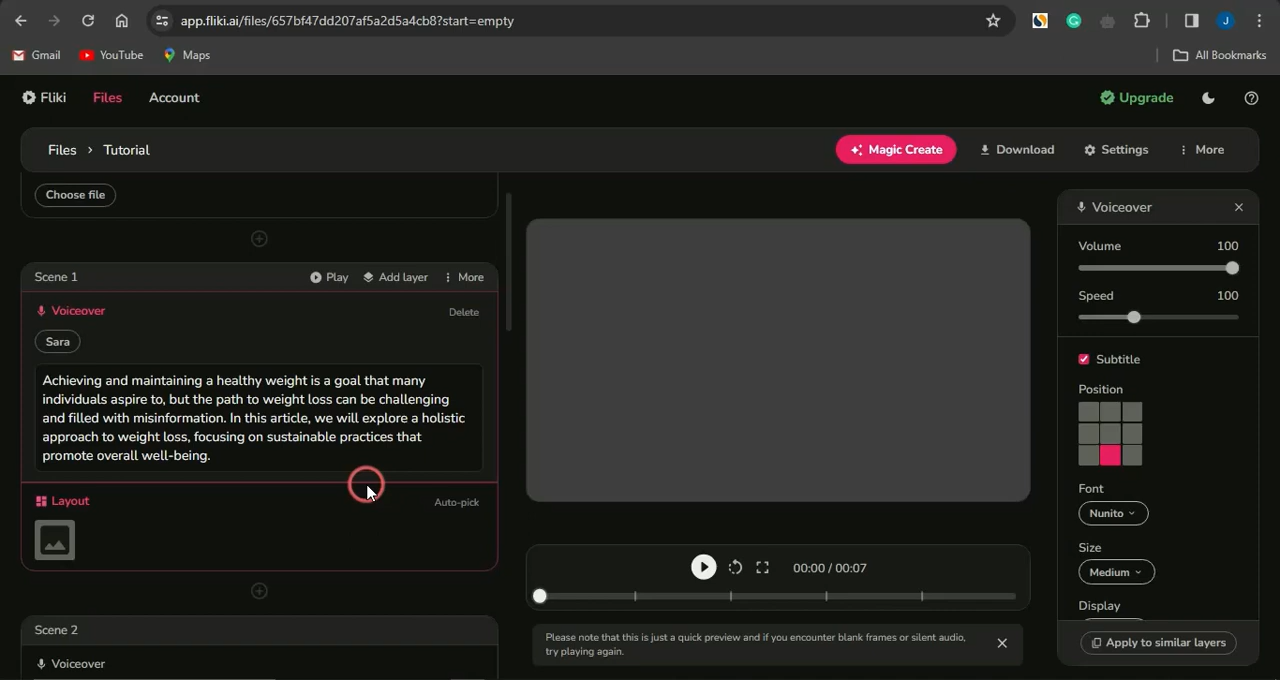 app.fliki.ai/files/657bf47dd207af5a2d5a4cb8?start=empty
J
Gmail
YouTube
Maps
All Bookmarks
Fliki
Files
Account
Upgrade
Files › Tutorial
Magic Create
Download
Settings
More
Choose file
Scene 1
Play
Add layer
More
Voiceover
Delete
Sara
Achieving and maintaining a healthy weight is a goal that many
individuals aspire to, but the path to weight loss can be challenging
and filled with misinformation. In this article, we will explore a holistic
approach to weight loss, focusing on sustainable practices that
promote overall well-being.
Layout
Auto-pick
Scene 2
Voiceover
00:00 / 00:07
Please note that this is just a quick preview and if you encounter blank frames or silent audio,
try playing again.
Voiceover
Volume
100
Speed
100
Subtitle
Position
Font
Nunito
Size
Medium
Display
Apply to similar layers